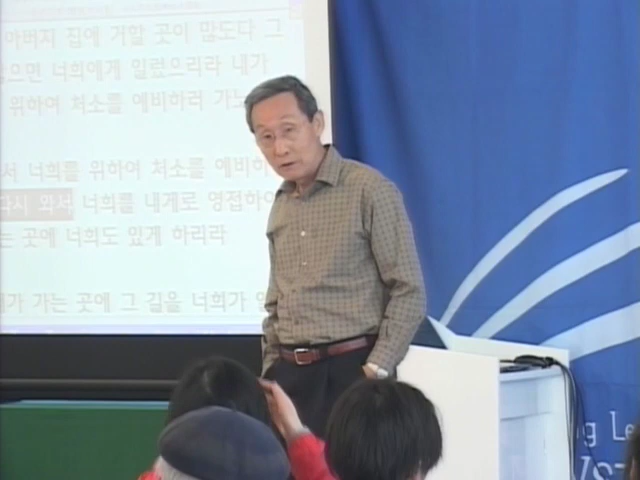 아버지 집에 거할 곳이 많도다 그
않으면 너희에게 일렀으리라 내가
위하여 처소를 예비하러 가노
서 너희를 위하여 처소를 예비하
다시 와서 너희를 내게로 영접하여
는 곳에 너희도 있게 하리라
가 가는 곳에 그 길을 너희가